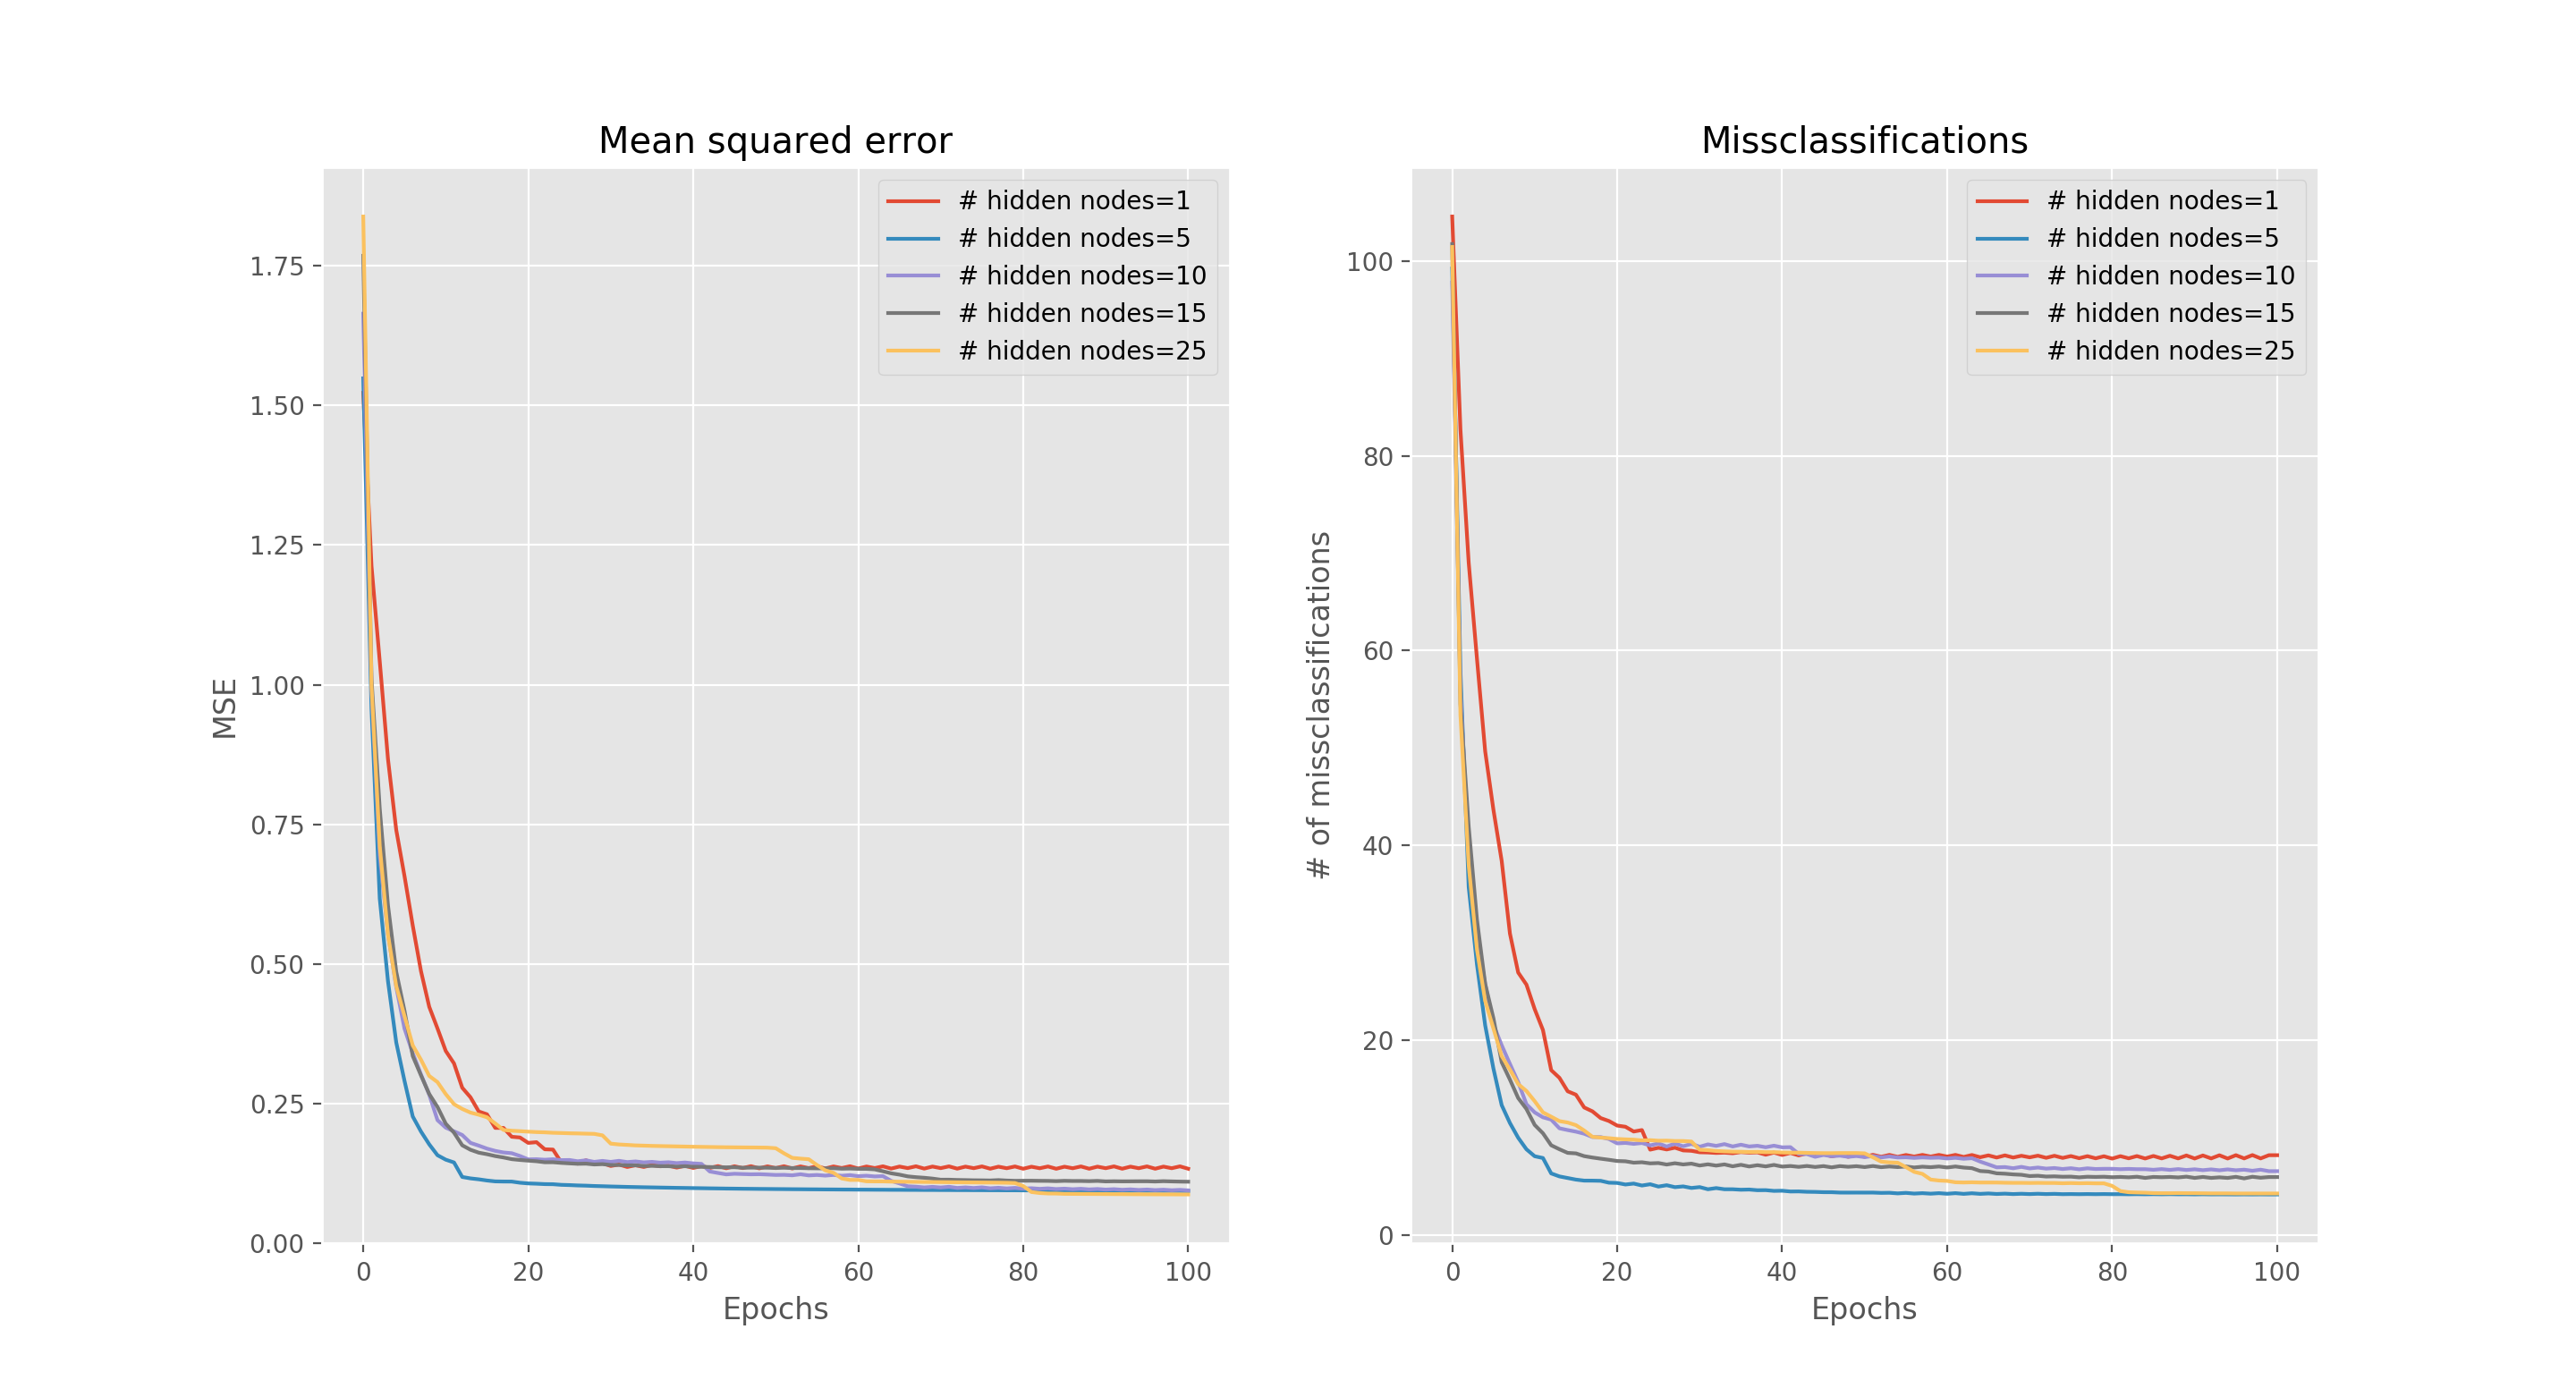 Mean squared error
MSE
1.75
1.50
1.25
1.00
0.75
0.50
0.25
0.00
0 20 40 60 80 100
Epochs
# hidden nodes=1
# hidden nodes=5
# hidden nodes=10
# hidden nodes=15
# hidden nodes=25
Missclassifications
# of missclassifications
100
80
60
40
20
0
0 20 40 60 80 100
Epochs
# hidden nodes=1
# hidden nodes=5
# hidden nodes=10
# hidden nodes=15
# hidden nodes=25